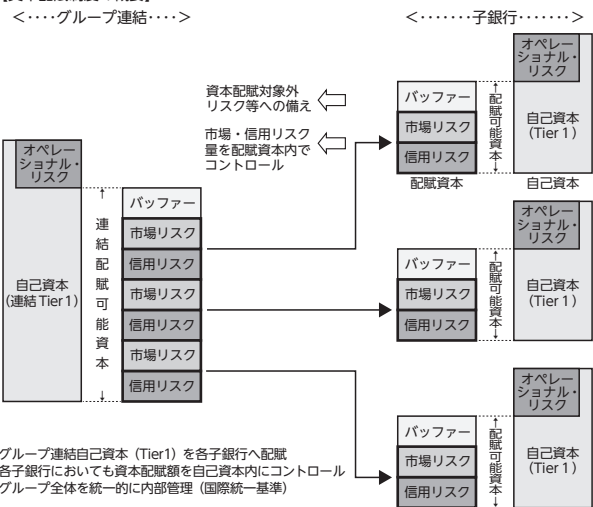 ＜････グループ連結････＞
＜･･･････子銀行･･･････＞
オペレー
ショナル・
リスク
自己資本
(連結Tier1)
↑連結配賦可能資本↓
バッファー
市場リスク
信用リスク
市場リスク
信用リスク
市場リスク
信用リスク
資本配賦対象外
リスク等への備え
市場・信用リスク
量を配賦資本内で
コントロール
バッファー
市場リスク
信用リスク
配賦資本
↑配賦可能資本↓
オペレー
ショナル・
リスク
自己資本
(Tier1)
自己資本
バッファー
市場リスク
信用リスク
↑配賦可能資本↓
オペレー
ショナル・
リスク
自己資本
(Tier1)
バッファー
市場リスク
信用リスク
↑配賦可能資本↓
オペレー
ショナル・
リスク
自己資本
(Tier1)
グループ連結自己資本（Tier1）を各子銀行へ配賦
各子銀行においても資本配賦額を自己資本内にコントロール
グループ全体を統一的に内部管理（国際統一基準）